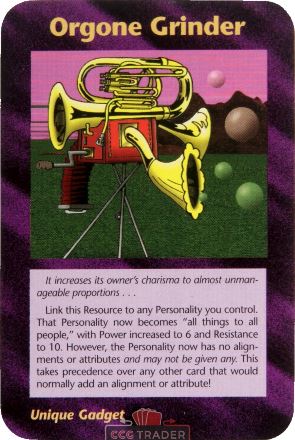 Orgone Grinder
It increases its owner's charisma to almost unman-
ageable proportions . . .
Link this Resource to any Personality you control.
That Personality now becomes "all things to all
people," with Power increased to 6 and Resistance
to 10. However, the Personality now has no align-
ments or attributes and may not be given any. This
takes precedence over any other card that would
normally add an alignment or attribute!
Unique Gadget
CCG TRADER